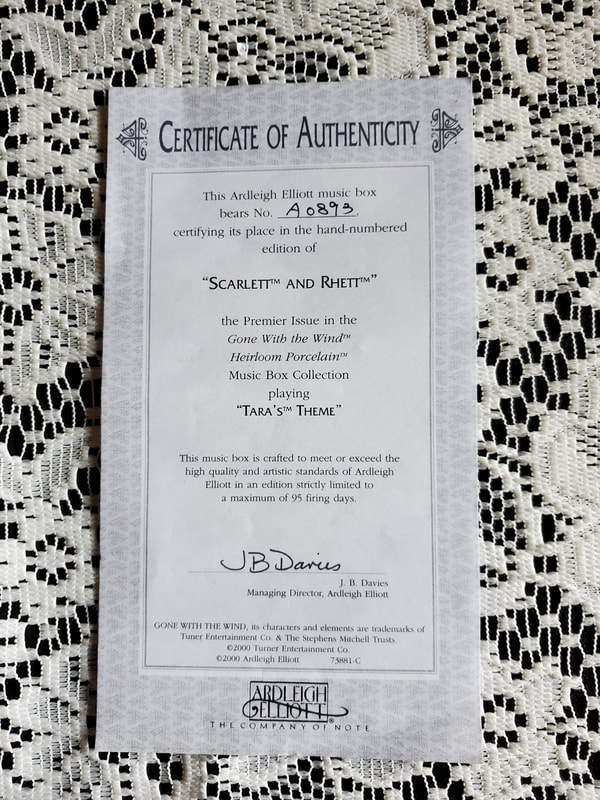 CERTIFICATE OF AUTHENTICITY
This Ardleigh Elliott music box
bears No. A0893,
certifying its place in the hand-numbered
edition of
"SCARLETT™ AND RHETT™"
the Premier Issue in the
Gone With the Wind™
Heirloom Porcelain™
Music Box Collection
playing
"TARA'S™ THEME"
This music box is crafted to meet or exceed the
high quality and artistic standards of Ardleigh
Elliott in an edition strictly limited to
a maximum of 95 firing days.
JB Davies
J. B. Davies
Managing Director, Ardleigh Elliott
GONE WITH THE WIND, its characters and elements are trademarks of
Turner Entertainment Co. & The Stephens Mitchell Trusts.
©2000 Turner Entertainment Co.
©2000 Ardleigh Elliott 73881-C
ARDLEIGH
ELLIOTT®
THE COMPANY OF NOTE